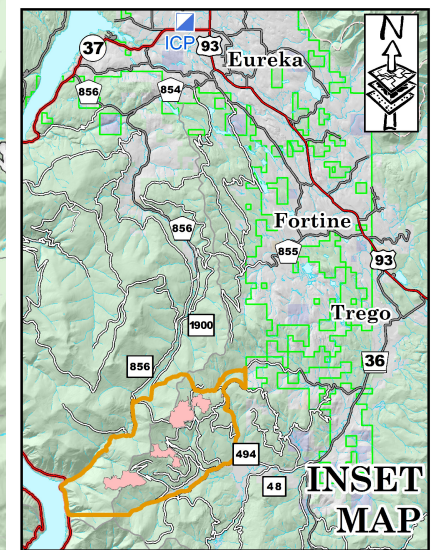 N
37
ICP
93
Eureka
856
854
Fortine
856
855
93
Trego
1900
36
856
494
48
INSET
MAP